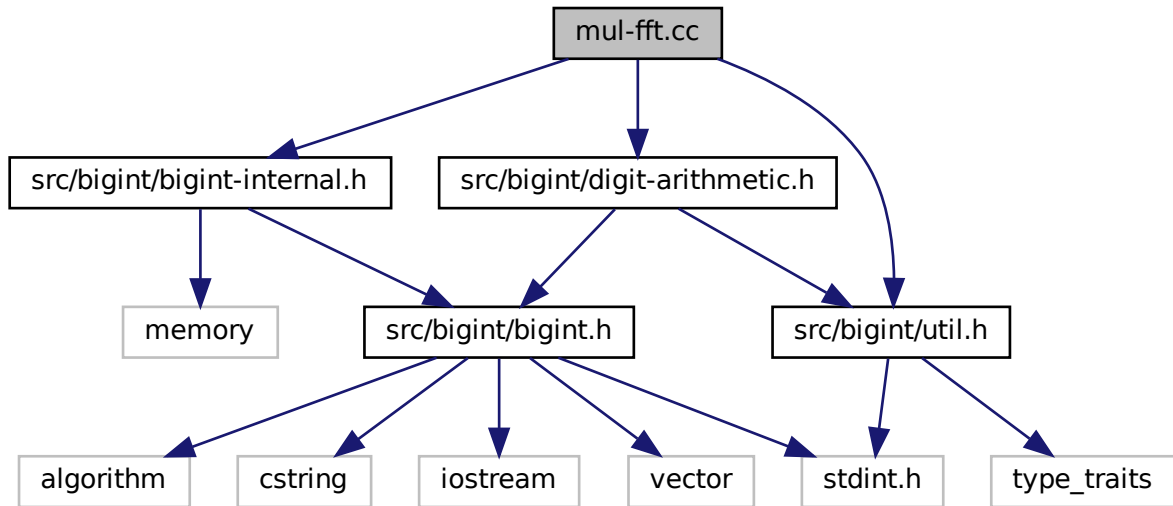 mul-fft.cc
src/bigint/bigint-internal.h
src/bigint/digit-arithmetic.h
memory
src/bigint/bigint.h
src/bigint/util.h
algorithm
cstring
iostream
vector
stdint.h
type_traits